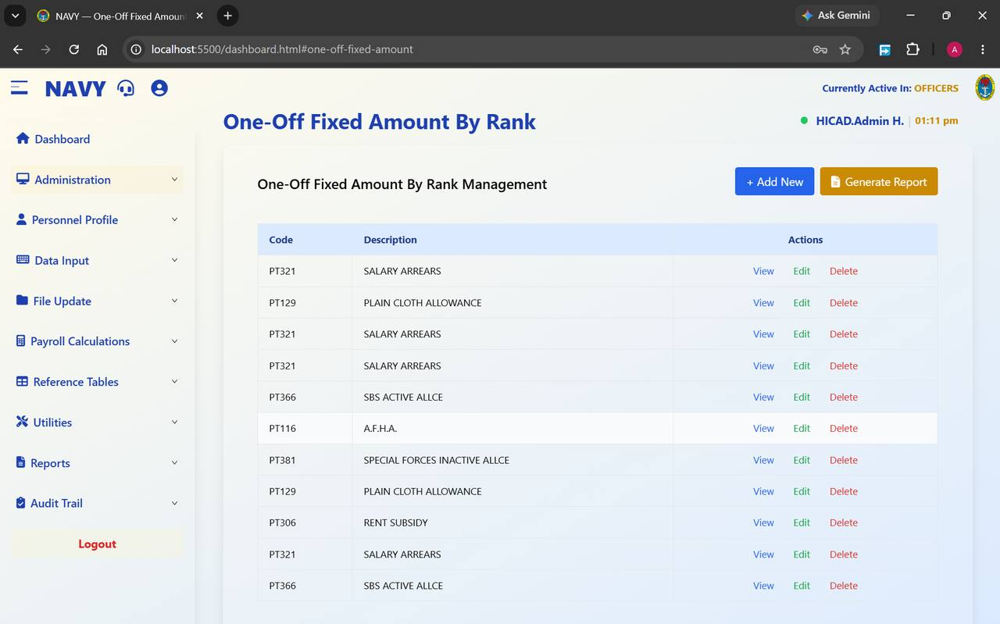 NAVY — One-Off Fixed Amoun
Ask Gemini
localhost:5500/dashboard.html#one-off-fixed-amount
A
NAVY
Currently Active In: OFFICERS
One-Off Fixed Amount By Rank
HICAD.Admin H. | 01:11 pm
Dashboard
Administration
Personnel Profile
Data Input
File Update
Payroll Calculations
Reference Tables
Utilities
Reports
Audit Trail
Logout
One-Off Fixed Amount By Rank Management
+ Add New
Generate Report
Code Description Actions
PT321 SALARY ARREARS View Edit Delete
PT129 PLAIN CLOTH ALLOWANCE View Edit Delete
PT321 SALARY ARREARS View Edit Delete
PT321 SALARY ARREARS View Edit Delete
PT366 SBS ACTIVE ALLCE View Edit Delete
PT116 A.F.H.A. View Edit Delete
PT381 SPECIAL FORCES INACTIVE ALLCE View Edit Delete
PT129 PLAIN CLOTH ALLOWANCE View Edit Delete
PT306 RENT SUBSIDY View Edit Delete
PT321 SALARY ARREARS View Edit Delete
PT366 SBS ACTIVE ALLCE View Edit Delete